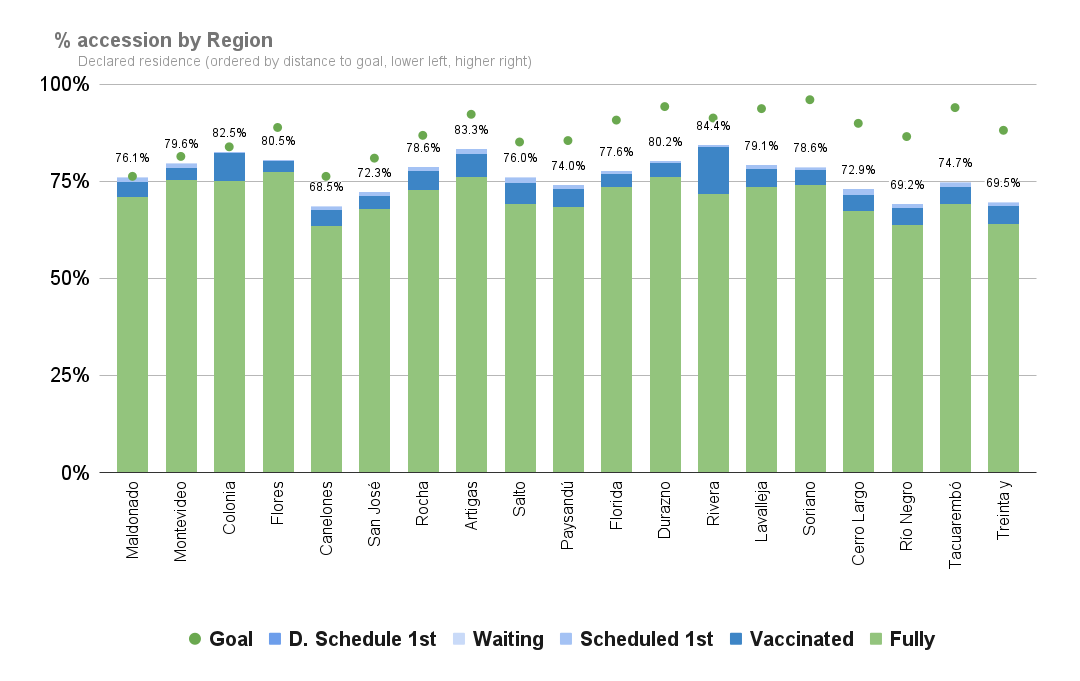 % accession by Region
Declared residence (ordered by distance to goal, lower left, higher right)
100%
75%
50%
25%
0%
76.1%
79.6%
82.5%
80.5%
68.5%
72.3%
78.6%
83.3%
76.0%
74.0%
77.6%
80.2%
84.4%
79.1%
78.6%
72.9%
69.2%
74.7%
69.5%
Maldonado
Montevideo
Colonia
Flores
Canelones
San José
Rocha
Artigas
Salto
Paysandú
Florida
Durazno
Rivera
Lavalleja
Soriano
Cerro Largo
Río Negro
Tacuarembó
Treinta y
Goal
D. Schedule 1st
Waiting
Scheduled 1st
Vaccinated
Fully